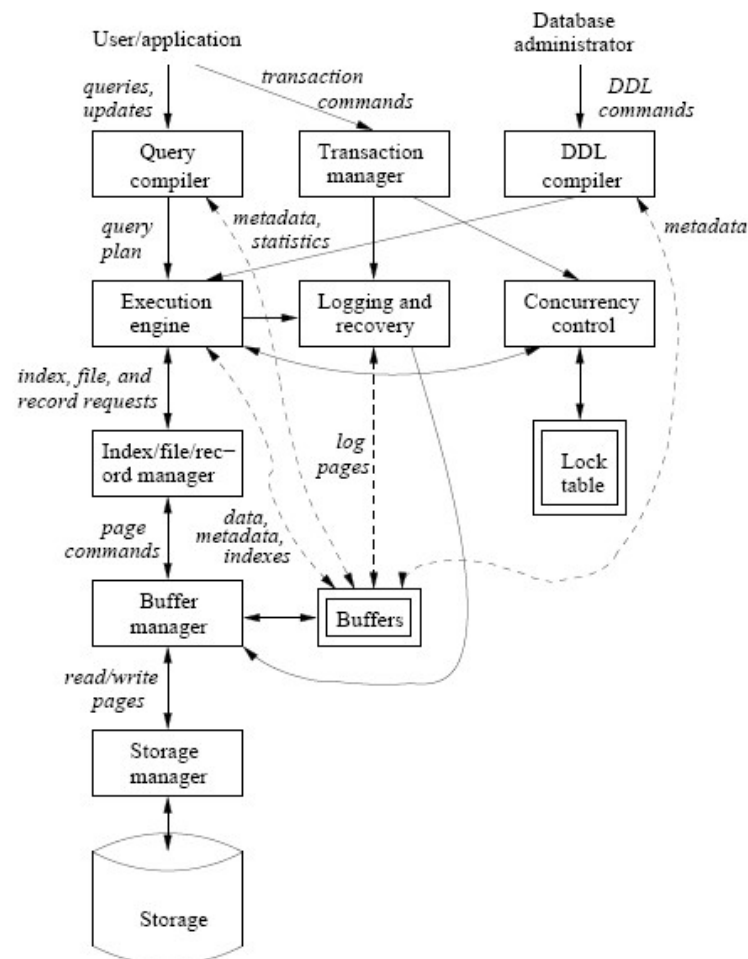 User/application
Database
administrator
queries,
updates
transaction
commands
DDL
commands
Query
compiler
Transaction
manager
DDL
compiler
query
plan
metadata,
statistics
metadata
Execution
engine
Logging and
recovery
Concurrency
control
index, file, and
record requests
log
pages
Index/file/rec−
ord manager
Lock
table
page
commands
data,
metadata,
indexes
Buffer
manager
Buffers
read/write
pages
Storage
manager
Storage